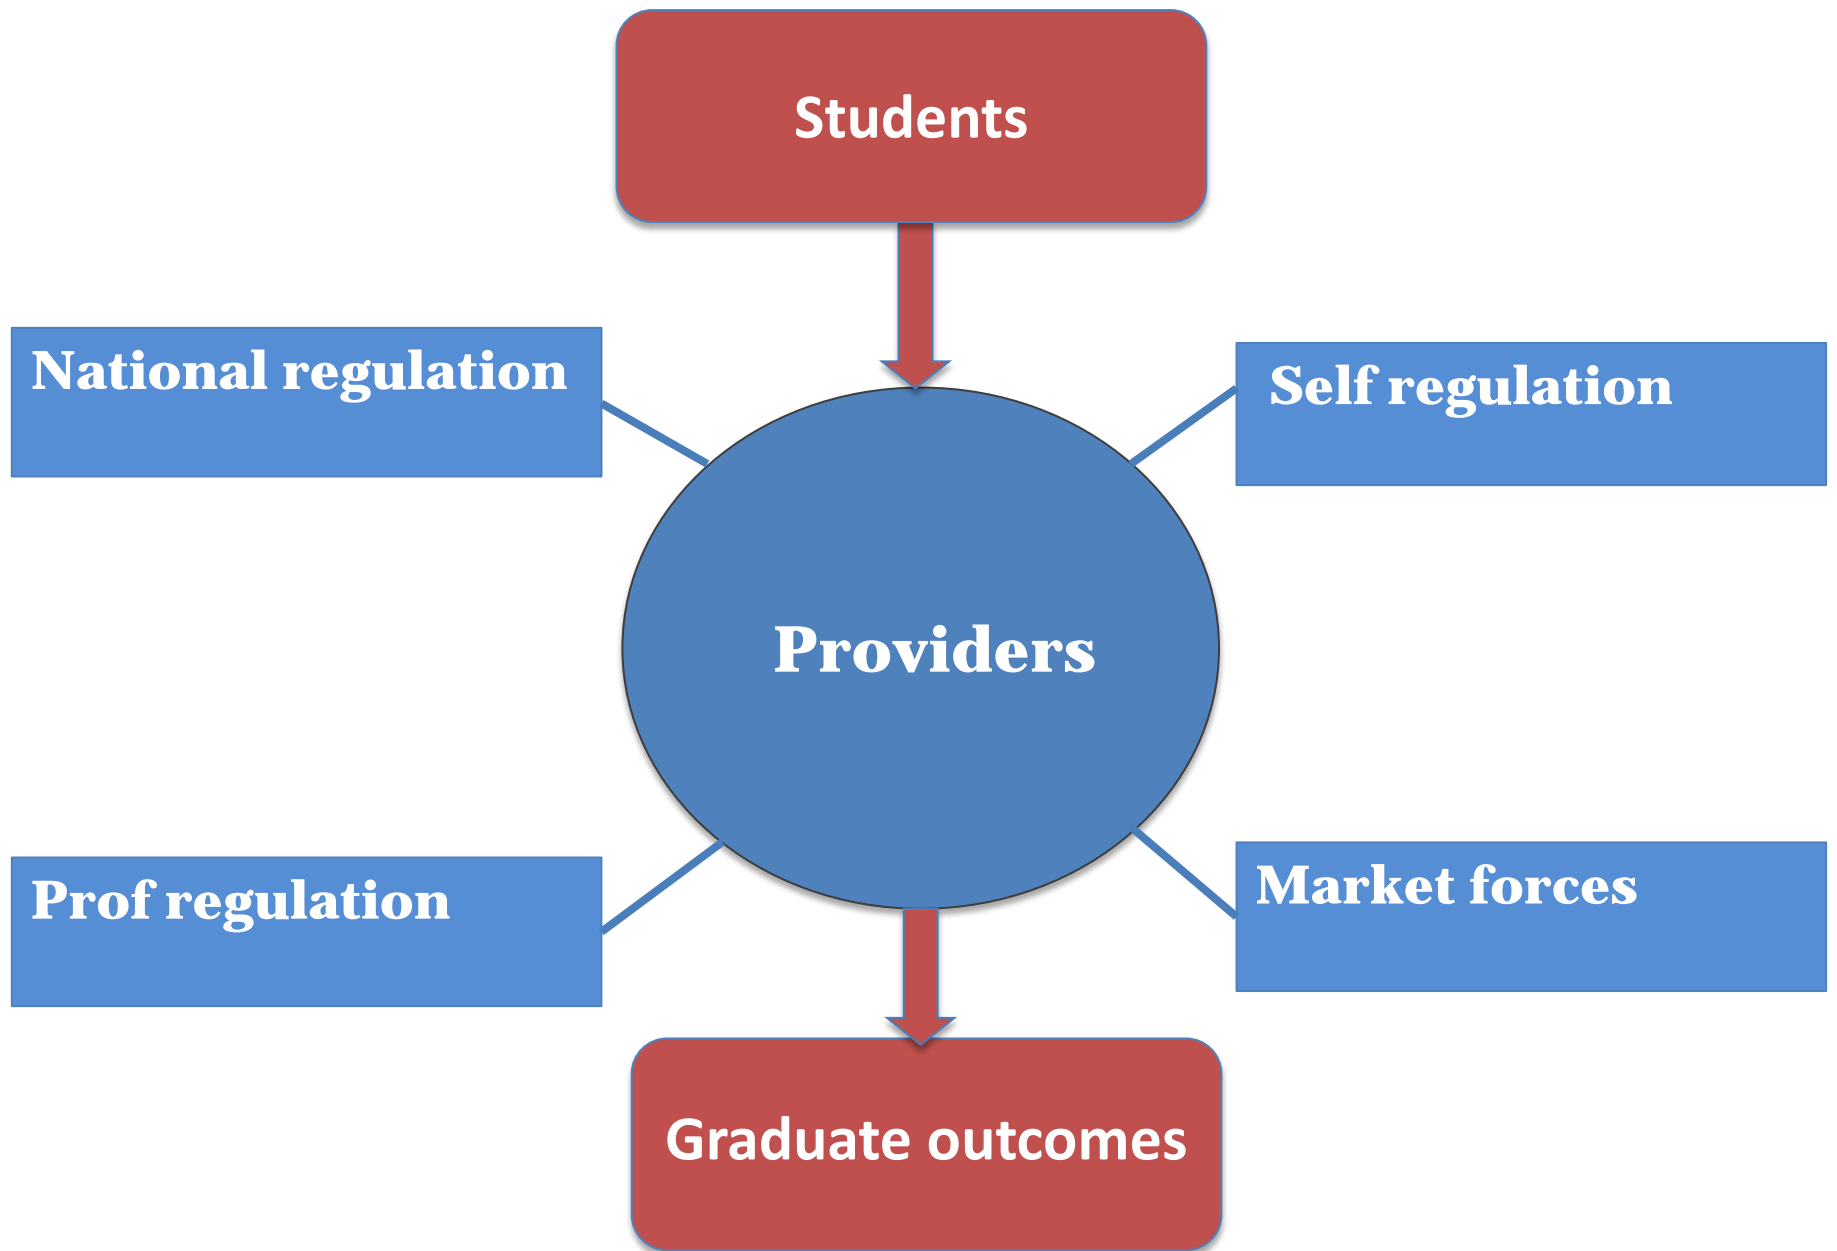 Students
National regulation
Self regulation
Providers
Prof regulation
Market forces
Graduate outcomes